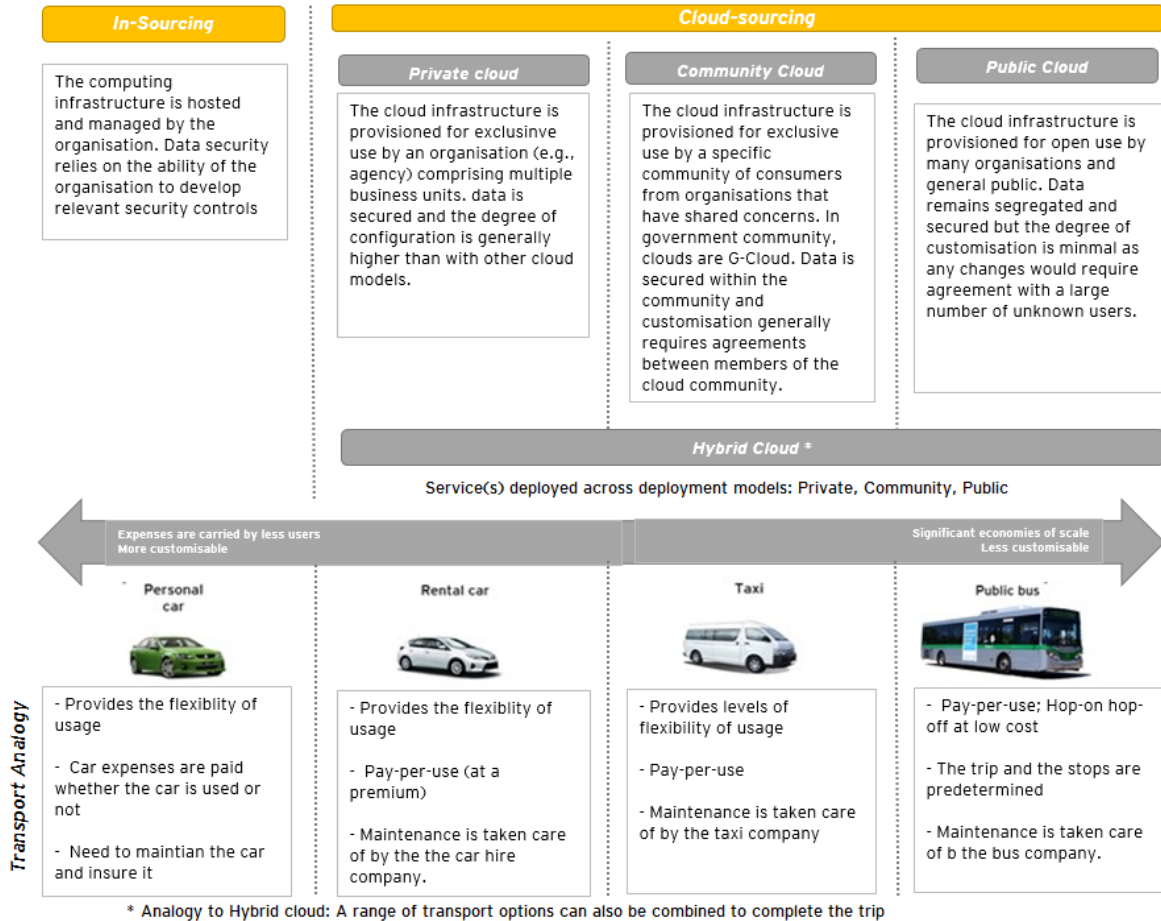 In-Sourcing
Cloud-sourcing
The computing
infrastructure is hosted
and managed by the
organisation. Data security
relies on the ability of the
organisation to develop
relevant security controls
Private cloud
The cloud infrastructure is
provisioned for exclusinve
use by an organisation (e.g.,
agency) comprising multiple
business units. data is
secured and the degree of
configuration is generally
higher than with other cloud
models.
Community Cloud
The cloud infrastructure is
provisioned for exclusive
use by a specific
community of consumers
from organisations that
have shared concerns. In
government community,
clouds are G-Cloud. Data is
secured within the
community and
customisation generally
requires agreements
between members of the
cloud community.
Public Cloud
The cloud infrastructure is
provisioned for open use by
many organisations and
general public. Data
remains segregated and
secured but the degree of
customisation is minmal as
any changes would require
agreement with a large
number of unknown users.
Hybrid Cloud *
Service(s) deployed across deployment models: Private, Community, Public
Expenses are carried by less users
More customisable
Significant economies of scale
Less customisable
Transport Analogy
Personal
car
- Provides the flexiblity of
usage
- Car expenses are paid
whether the car is used or
not
- Need to maintian the car
and insure it
Rental car
- Provides the flexiblity of
usage
- Pay-per-use (at a
premium)
- Maintenance is taken care
of by the the car hire
company.
Taxi
- Provides levels of
flexibility of usage
- Pay-per-use
- Maintenance is taken care
of by the taxi company
Public bus
- Pay-per-use; Hop-on hop-
off at low cost
- The trip and the stops are
predetermined
- Maintenance is taken care
of b the bus company.
* Analogy to Hybrid cloud: A range of transport options can also be combined to complete the trip